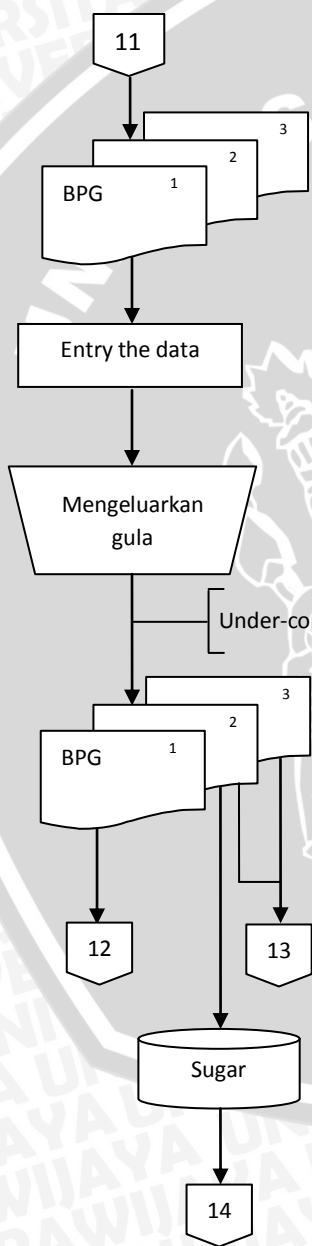 11
3
2
BPG 1
Entry the data
Mengeluarkan
gula
3
2
BPG 1
12
13
Sugar
14